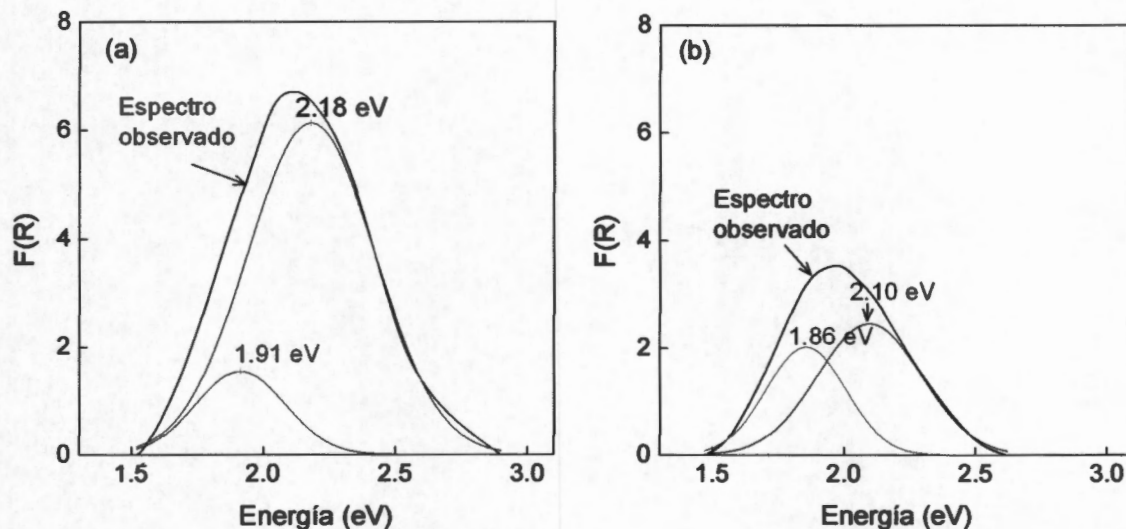 (a)
8
6
4
2
0
F(R)
Espectro
observado
2.18 eV
1.91 eV
1.5
2.0
2.5
3.0
Energía (eV)
(b)
8
6
4
2
0
F(R)
Espectro
observado
2.10 eV
1.86 eV
1.5
2.0
2.5
3.0
Energía (eV)